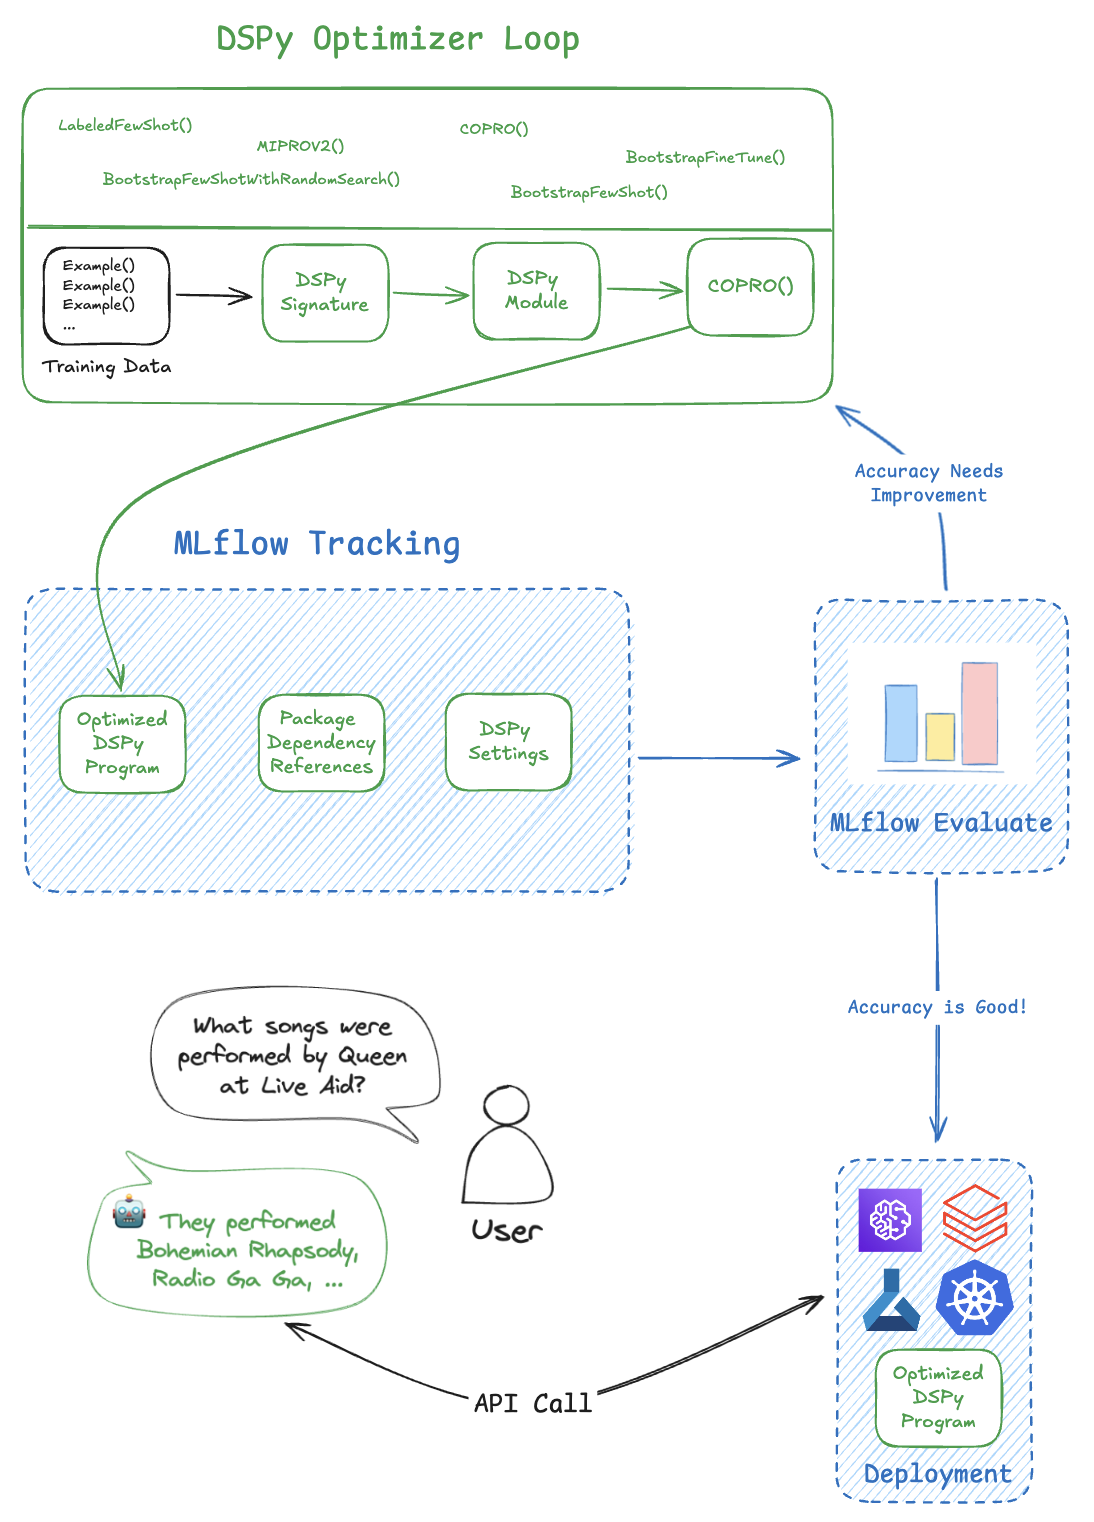 DSPy Optimizer Loop
LabeledFewShot()
MIPROV2()
COPRO()
BootstrapFineTune()
BootstrapFewShotWithRandomSearch()
BootstrapFewShot()
Example()
Example()
Example()
...
Training Data
DSPy
Signature
DSPy
Module
COPRO()
Accuracy Needs
Improvement
MLflow Tracking
Optimized
DSPy
Program
Package
Dependency
References
DSPy
Settings
MLflow Evaluate
Accuracy is Good!
What songs were
performed by Queen
at Live Aid?
User
They performed
Bohemian Rhapsody,
Radio Ga Ga, ...
API Call
Optimized
DSPy
Program
Deployment